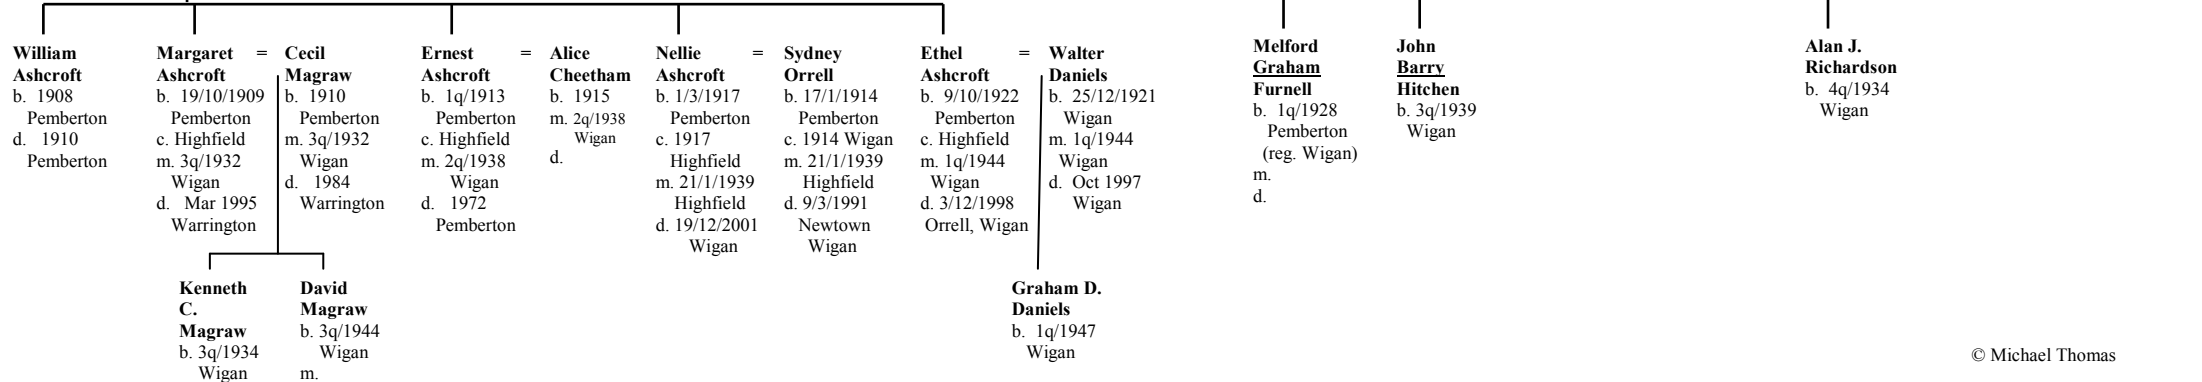 William
Ashcroft
b. 1908
Pemberton
d. 1910
Pemberton
Margaret =
Ashcroft
b. 19/10/1909
Pemberton
c. Highfield
m. 3q/1932
Wigan
d. Mar 1995
Warrington
Cecil
Magraw
b. 1910
Pemberton
m. 3q/1932
Wigan
d. 1984
Warrington
Ernest =
Ashcroft
b. 1q/1913
Pemberton
c. Highfield
m. 2q/1938
Wigan
d. 1972
Pemberton
Alice
Cheetham
b. 1915
m. 2q/1938
Wigan
d.
Nellie =
Ashcroft
b. 1/3/1917
Pemberton
c. 1917
Highfield
m. 21/1/1939
Highfield
d. 19/12/2001
Wigan
Sydney
Orrell
b. 17/1/1914
Pemberton
c. 1914 Wigan
m. 21/1/1939
Highfield
d. 9/3/1991
Newtown
Wigan
Ethel =
Ashcroft
b. 9/10/1922
Pemberton
c. Highfield
m. 1q/1944
Wigan
d. 3/12/1998
Orrell, Wigan
Walter
Daniels
b. 25/12/1921
Wigan
m. 1q/1944
Wigan
d. Oct 1997
Wigan
Melford
Graham
Furnell
b. 1q/1928
Pemberton
(reg. Wigan)
m.
d.
John
Barry
Hitchen
b. 3q/1939
Wigan
Alan J.
Richardson
b. 4q/1934
Wigan
Kenneth
C.
Magraw
b. 3q/1934
Wigan
David
Magraw
b. 3q/1944
Wigan
m.
Graham D.
Daniels
b. 1q/1947
Wigan
© Michael Thomas